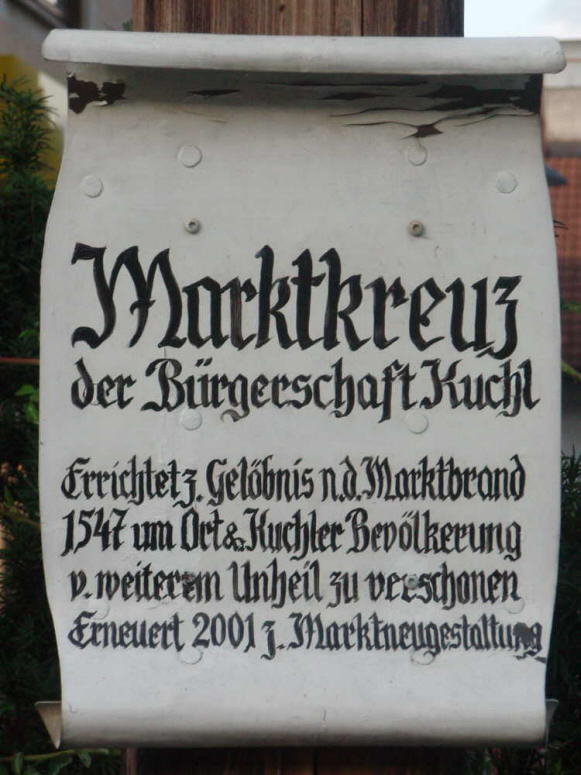 Marktkreuz
der Bürgerschaft Kuchl
Errichtet z. Gelöbnis n.d. Marktbrand
1547 um Ort & Kuchler Bevölkerung
v. weiterem Unheil zu verschonen
Erneuert 2001 z. Marktneugestaltung